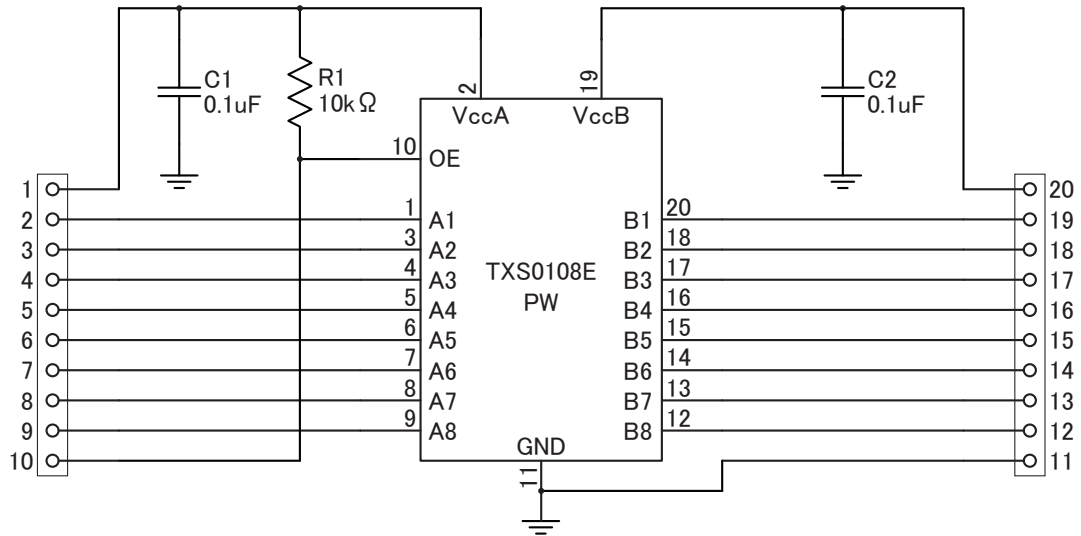 C1
0.1uF
R1
10kΩ
2
19
C2
0.1uF
VccA
VccB
10
OE
1
20
1
A1
B1
20
2
19
3
A2
B2
18
3
18
4
A3
B3
17
4
17
TXS0108E
PW
5
A4
B4
16
5
16
6
A5
B5
15
6
15
7
A6
B6
14
7
14
8
A7
B7
13
8
13
9
A8
B8
12
9
12
GND
10
11
11